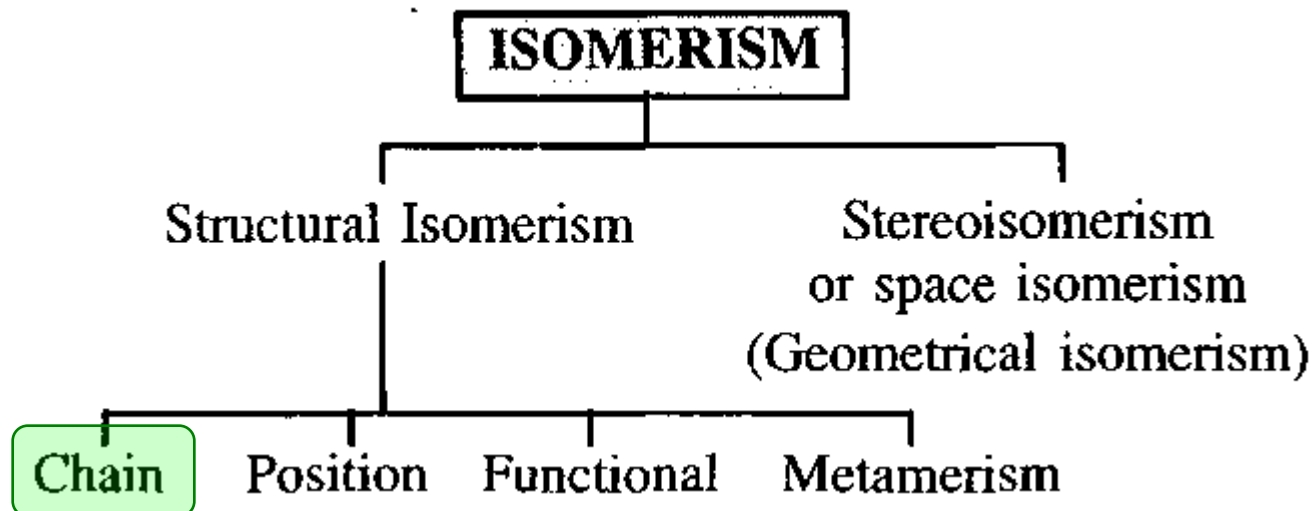 ISOMERISM
Structural Isomerism
Stereoisomerism
or space isomerism
(Geometrical isomerism)
Chain Position Functional Metamerism